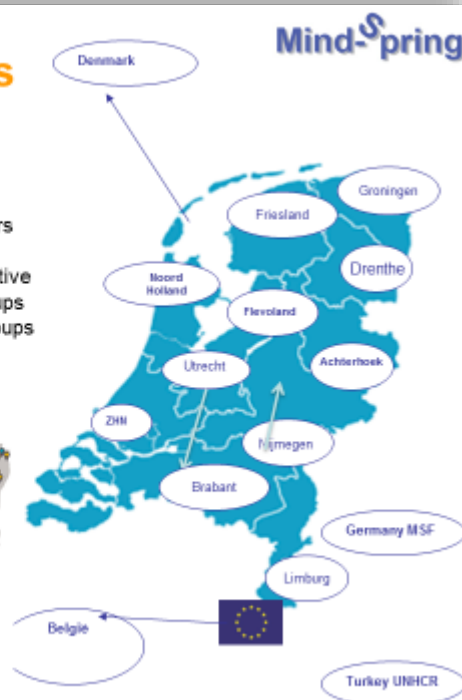 Mind-Spring
s
Denmark
rs
tive
ups
oups
Groningen
Friesland
Drenthe
Noord
Holland
Flevoland
Utrecht
Achterhoek
ZHN
Nijmegen
Brabant
Germany MSF
Limburg
België
Turkey UNHCR